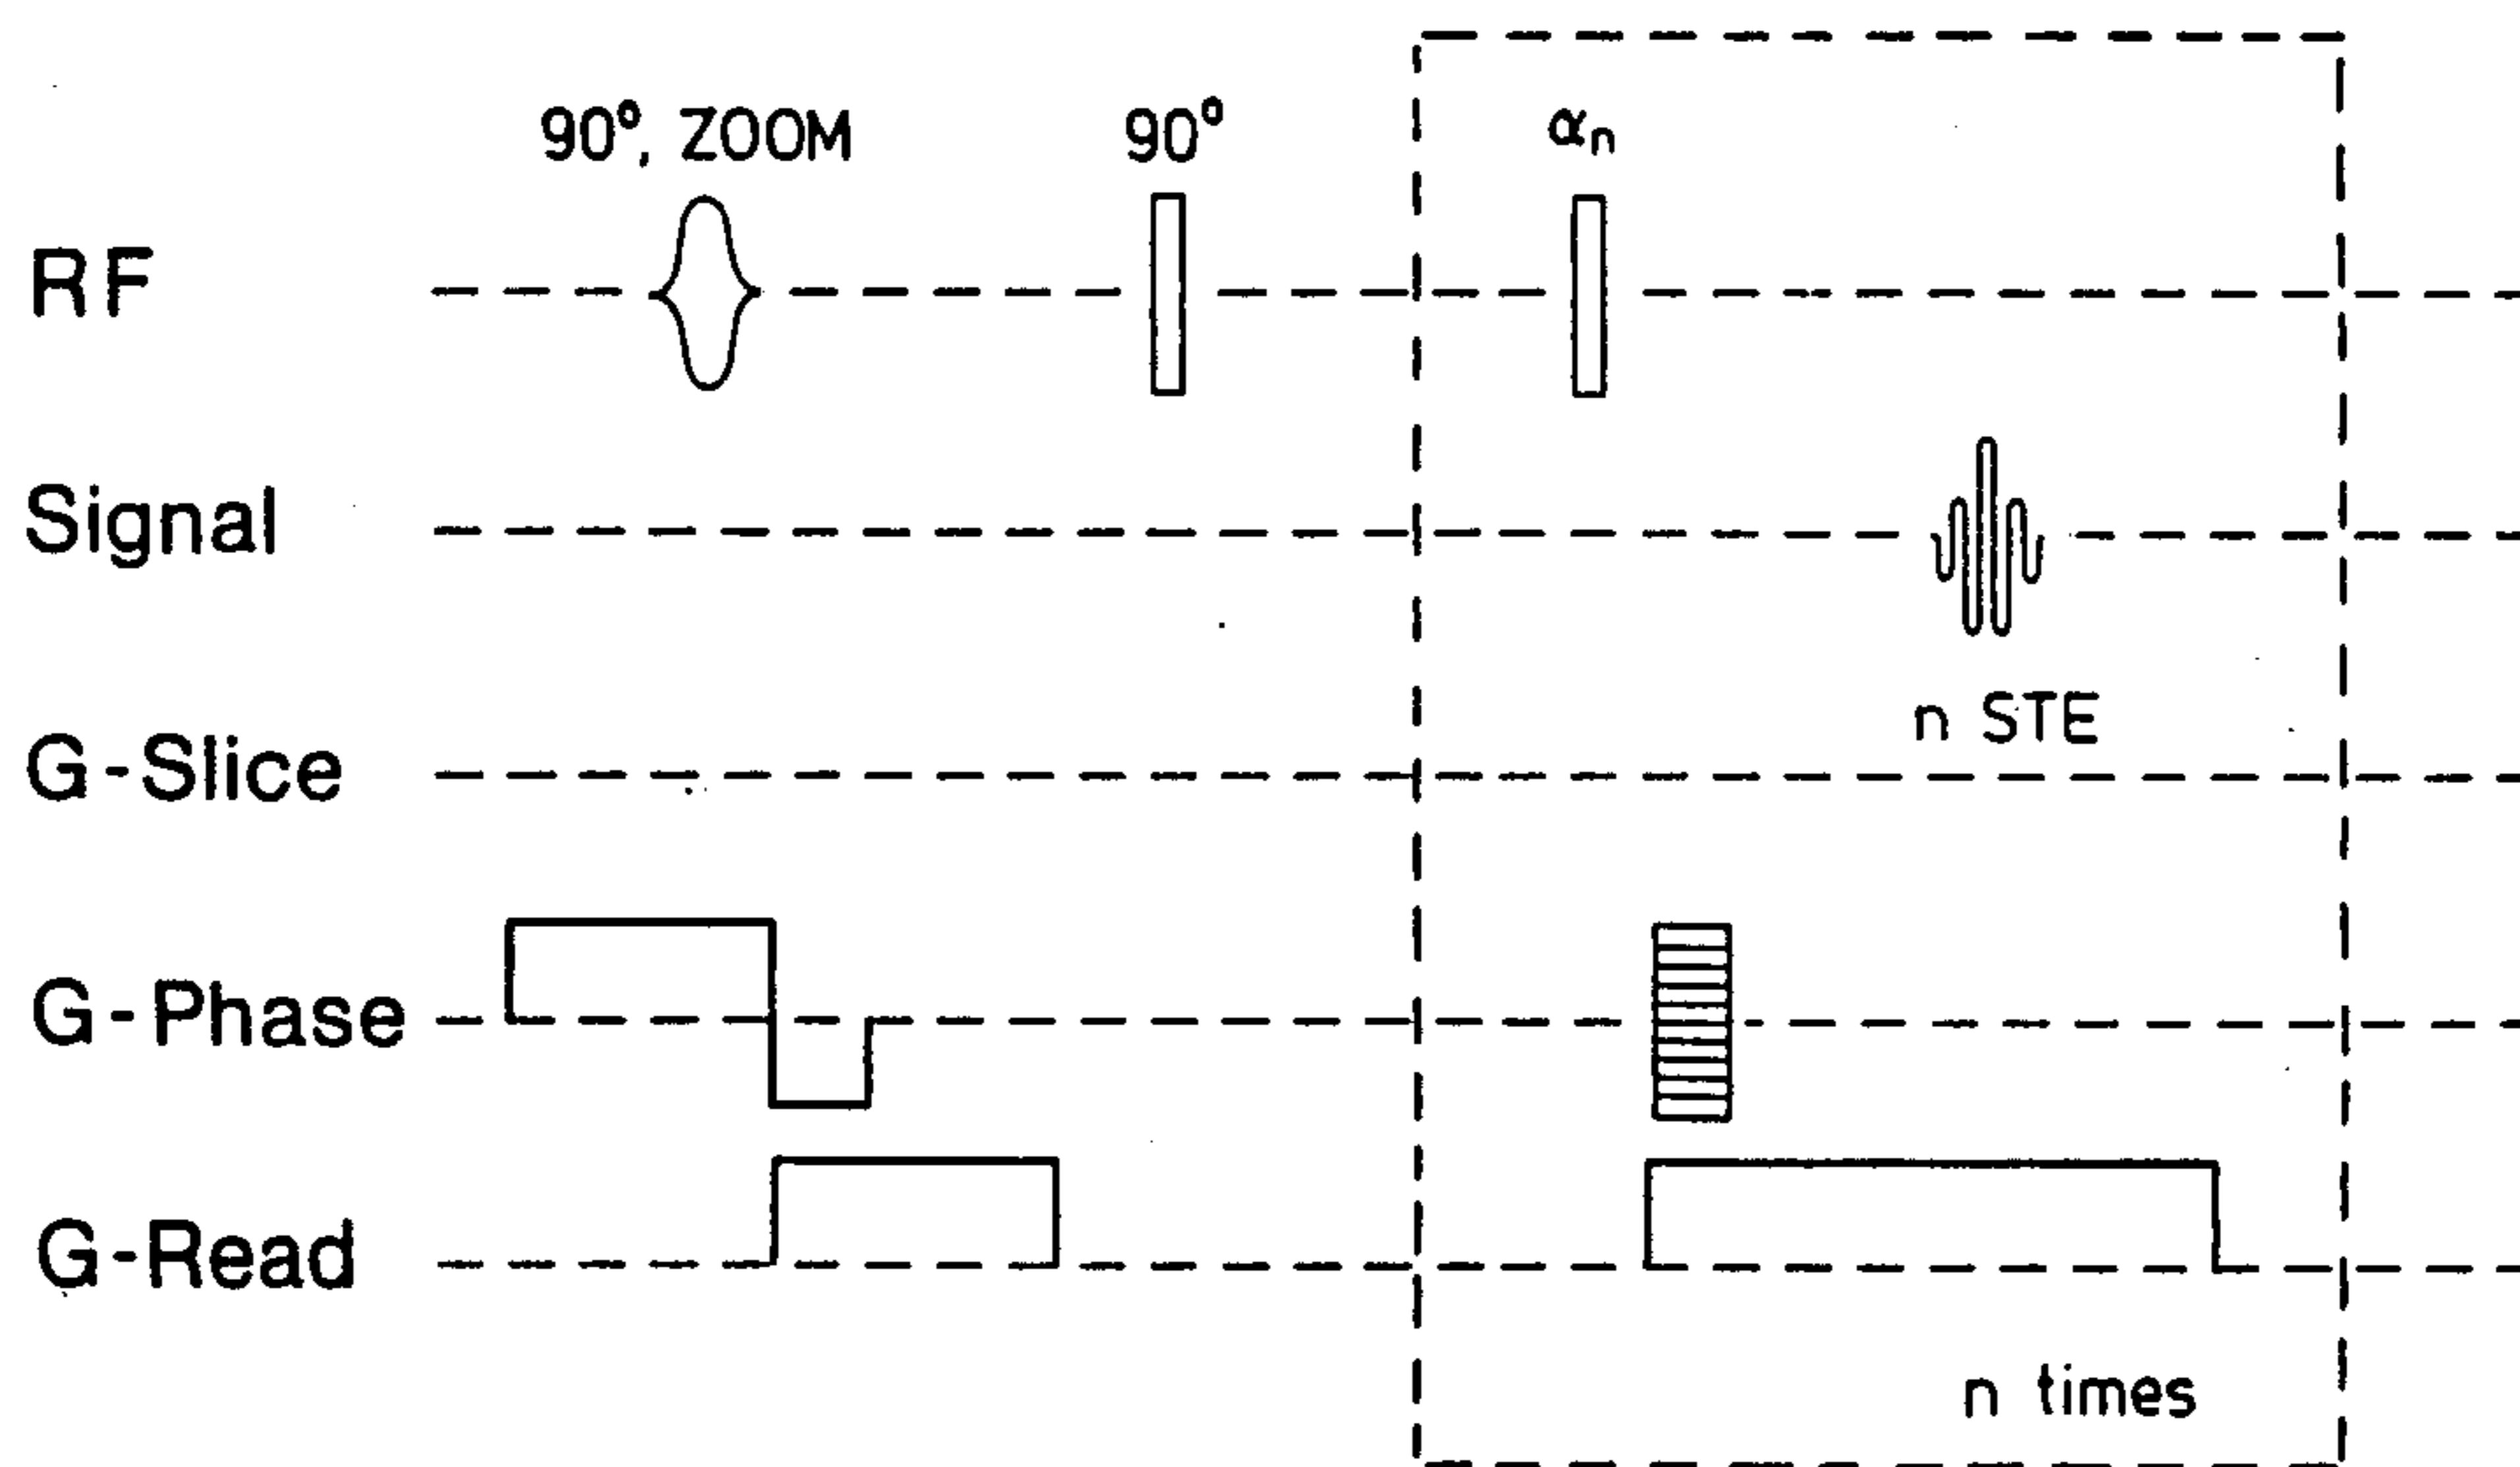 90°, ZOOM
90°
αn
RF
Signal
n STE
G-Slice
G-Phase
G-Read
n times